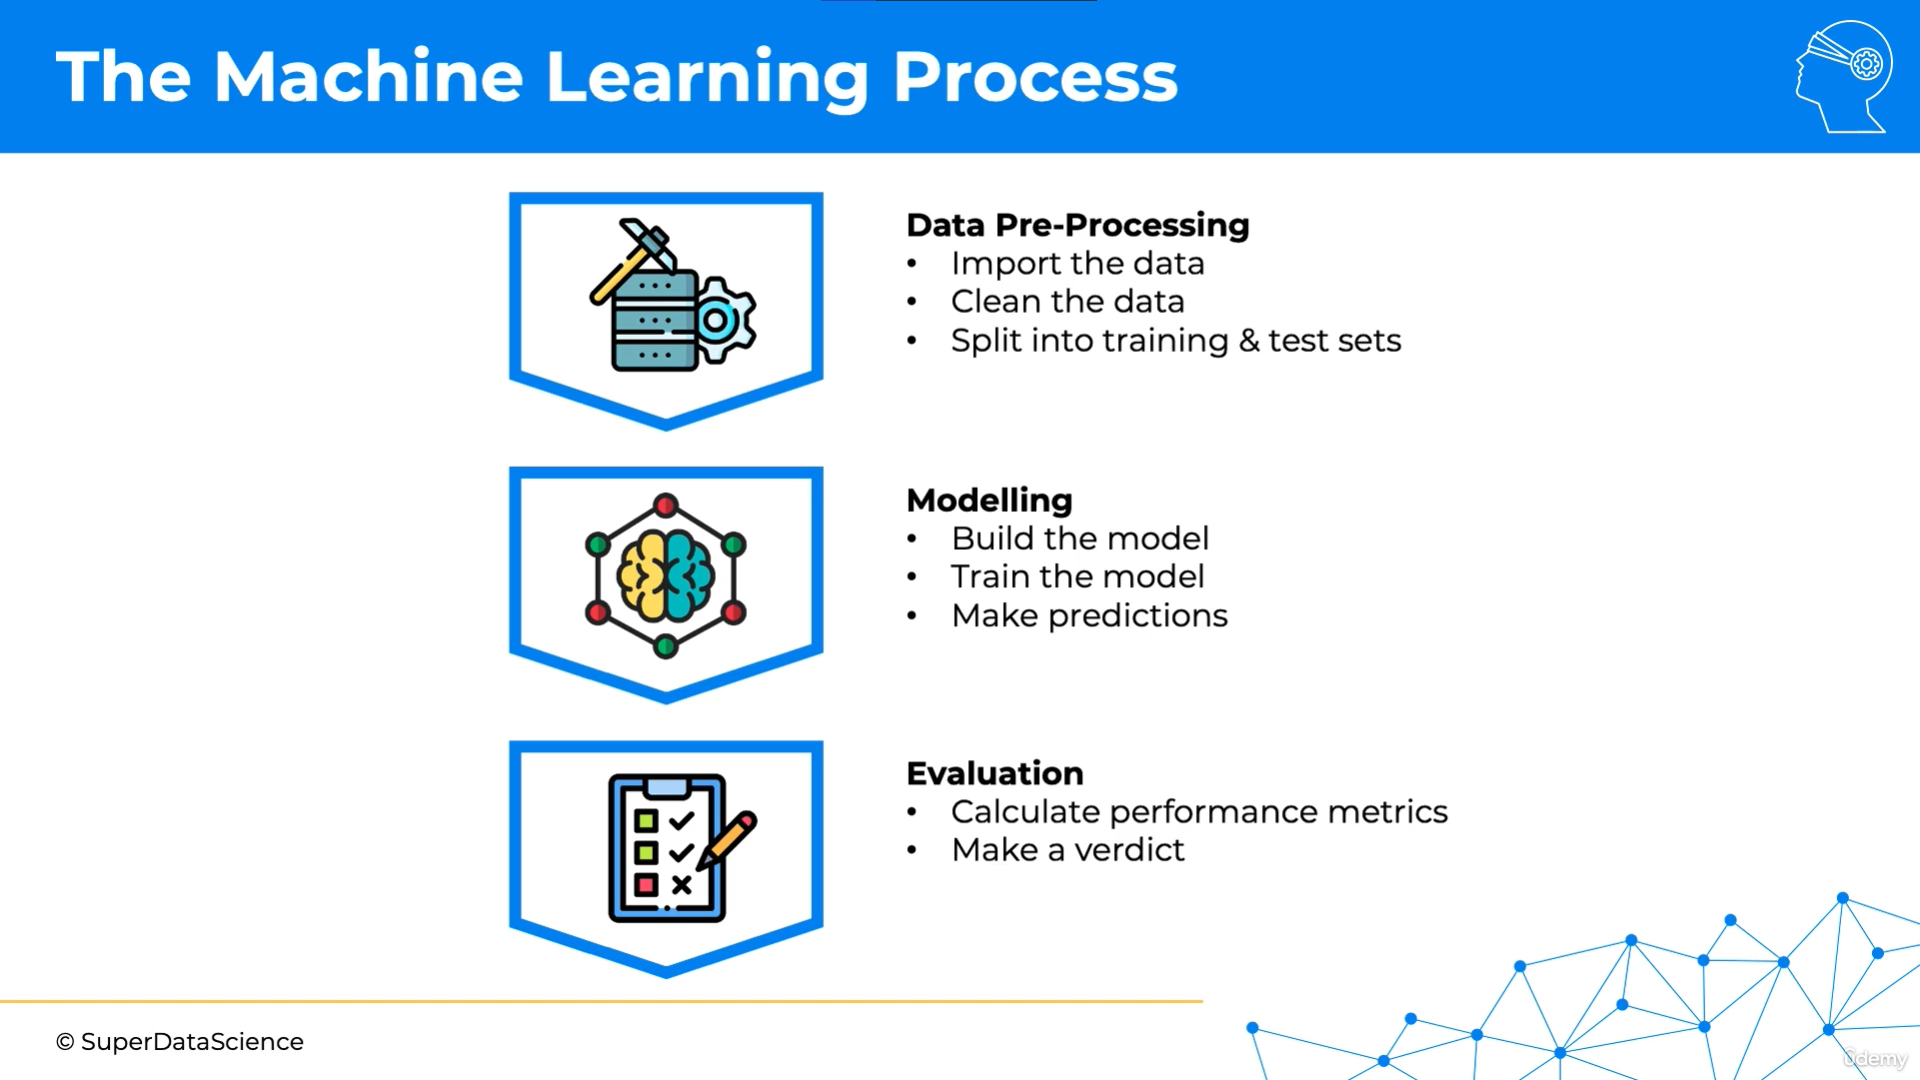 The Machine Learning Process
Data Pre-Processing
• Import the data
• Clean the data
• Split into training & test sets
Modelling
• Build the model
• Train the model
• Make predictions
Evaluation
• Calculate performance metrics
• Make a verdict
© SuperDataScience
Udemy